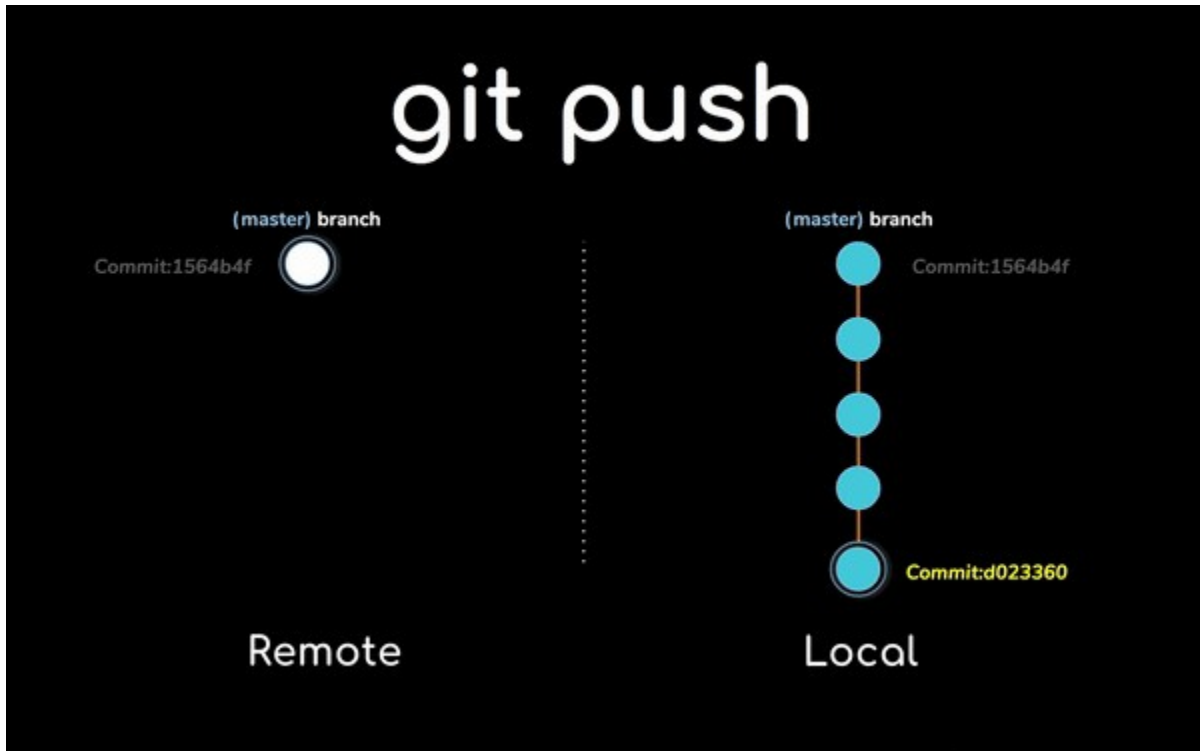 git push
(master) branch
Commit:1564b4f
(master) branch
Commit:1564b4f
Commit:d023360
Remote
Local